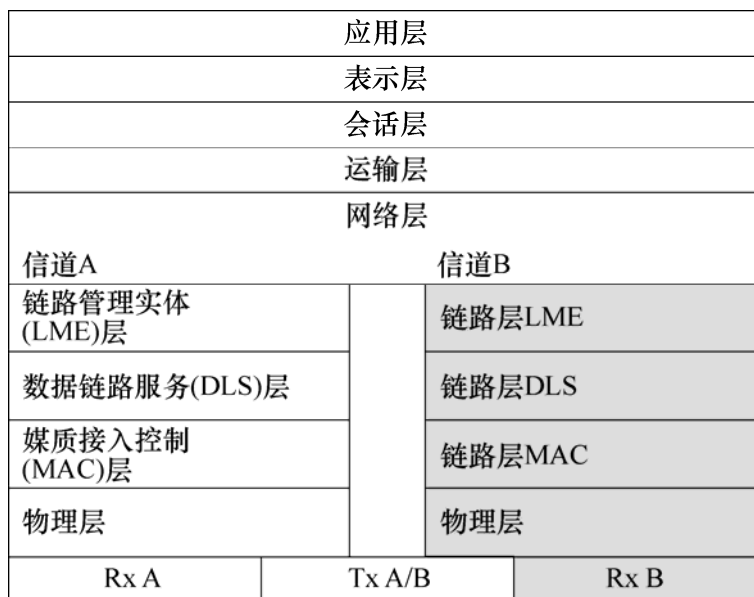 应用层
表示层
会话层
运输层
网络层
信道A
信道B
链路管理实体
(LME)层
链路层LME
数据链路服务(DLS)层
链路层DLS
媒质接入控制
(MAC)层
链路层MAC
物理层
物理层
Rx A
Tx A/B
Rx B